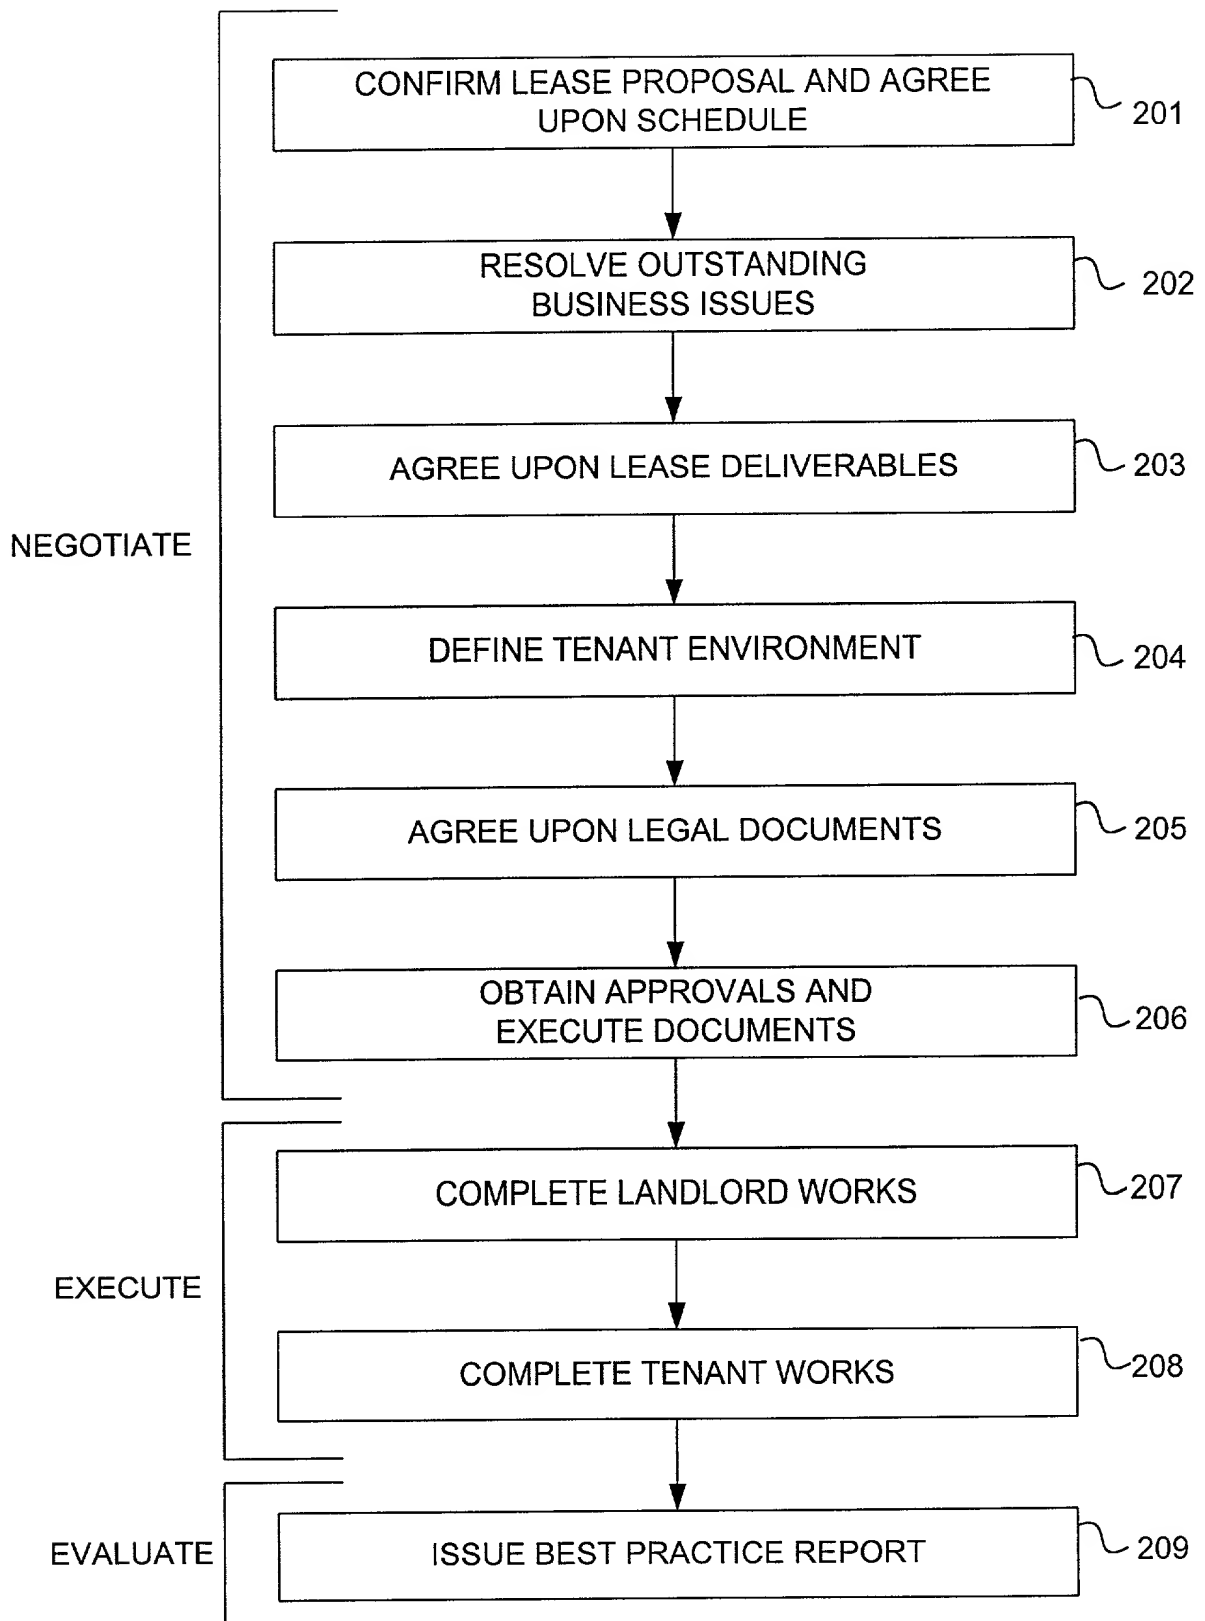 CONFIRM LEASE PROPOSAL AND AGREE
UPON SCHEDULE
201
RESOLVE OUTSTANDING
BUSINESS ISSUES
202
AGREE UPON LEASE DELIVERABLES
203
NEGOTIATE
DEFINE TENANT ENVIRONMENT
204
AGREE UPON LEGAL DOCUMENTS
205
OBTAIN APPROVALS AND
EXECUTE DOCUMENTS
206
COMPLETE LANDLORD WORKS
207
EXECUTE
COMPLETE TENANT WORKS
208
EVALUATE
ISSUE BEST PRACTICE REPORT
209